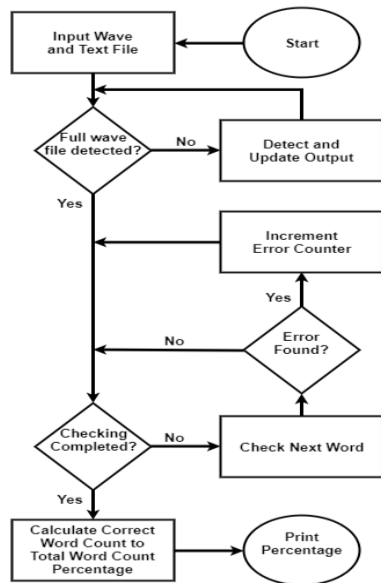 Input Wave
and Text File
Start
Full wave
file detected?
No
Detect and
Update Output
Yes
Increment
Error Counter
Yes
No
Error
Found?
Checking
Completed?
No
Check Next Word
Yes
Calculate Correct
Word Count to
Total Word Count
Percentage
Print
Percentage